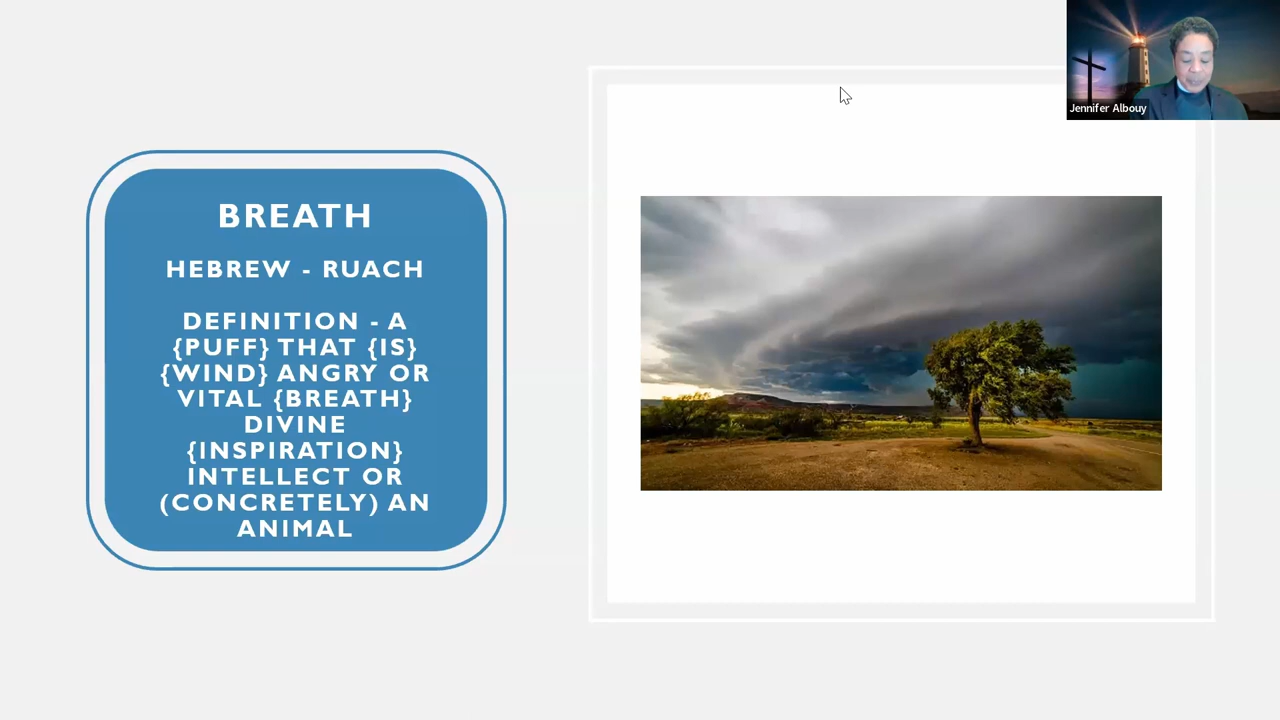 Jennifer Albouy
BREATH
HEBREW - RUACH
DEFINITION - A
{PUFF} THAT {IS}
{WIND} ANGRY OR
VITAL {BREATH}
DIVINE
{INSPIRATION}
INTELLECT OR
(CONCRETELY) AN
ANIMAL